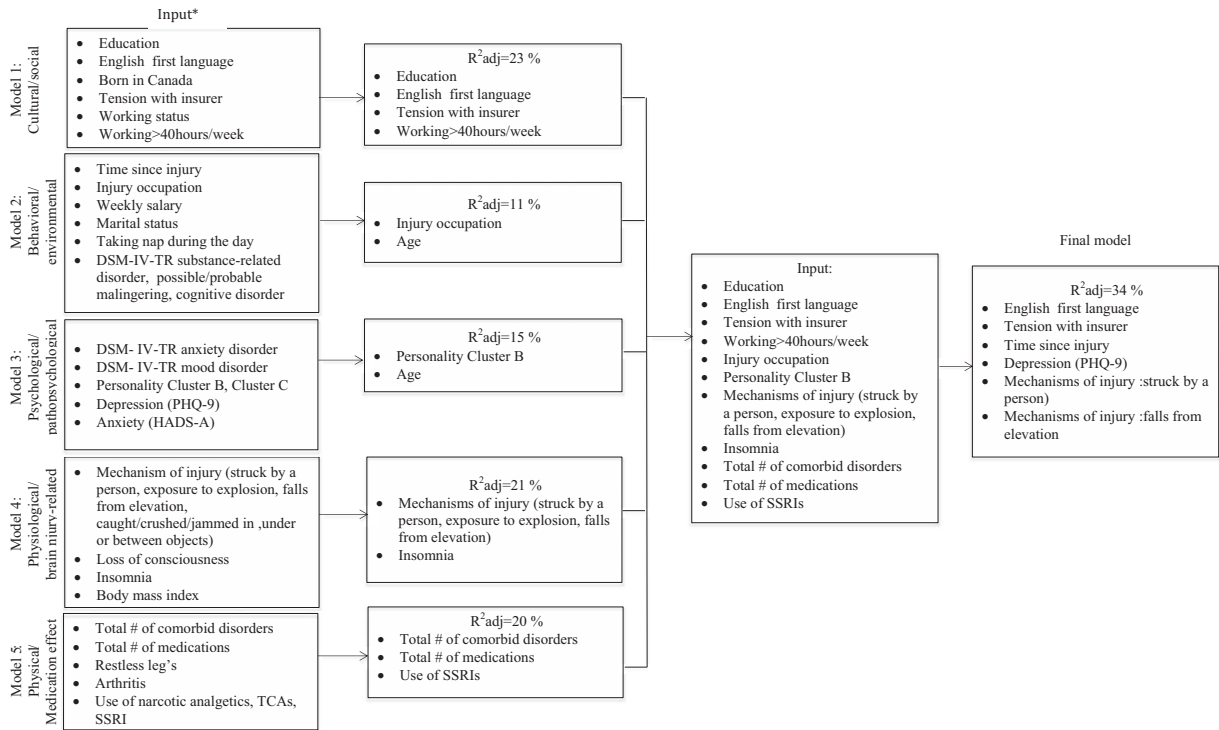 Input*
Model 1:
Cultural/social
• Education
• English first language
• Born in Canada
• Tension with insurer
• Working status
• Working>40hours/week
R²adj=23 %
• Education
• English first language
• Tension with insurer
• Working>40hours/week
Model 2:
Behavioral/
environmental
• Time since injury
• Injury occupation
• Weekly salary
• Marital status
• Taking nap during the day
• DSM-IV-TR substance-related
disorder, possible/probable
malingering, cognitive disorder
R²adj=11 %
• Injury occupation
• Age
Model 3:
Psychological/
pathopsychological
• DSM- IV-TR anxiety disorder
• DSM- IV-TR mood disorder
• Personality Cluster B, Cluster C
• Depression (PHQ-9)
• Anxiety (HADS-A)
R²adj=15 %
• Personality Cluster B
• Age
Model 4:
Physiological/
brain niury-related
• Mechanism of injury (struck by a
person, exposure to explosion, falls
from elevation,
caught/crushed/jammed in ,under
or between objects)
• Loss of consciousness
• Insomnia
• Body mass index
R²adj=21 %
• Mechanisms of injury (struck by a
person, exposure to explosion, falls
from elevation)
• Insomnia
Model 5:
Physical/
Medication effect
• Total # of comorbid disorders
• Total # of medications
• Restless leg's
• Arthritis
• Use of narcotic analgetics, TCAs,
SSRI
R²adj=20 %
• Total # of comorbid disorders
• Total # of medications
• Use of SSRIs
Input:
• Education
• English first language
• Tension with insurer
• Working>40hours/week
• Injury occupation
• Personality Cluster B
• Mechanisms of injury (struck by
a person, exposure to explosion,
falls from elevation)
• Insomnia
• Total # of comorbid disorders
• Total # of medications
• Use of SSRIs
Final model
R²adj=34 %
• English first language
• Tension with insurer
• Time since injury
• Depression (PHQ-9)
• Mechanisms of injury :struck by a
person)
• Mechanisms of injury :falls from
elevation